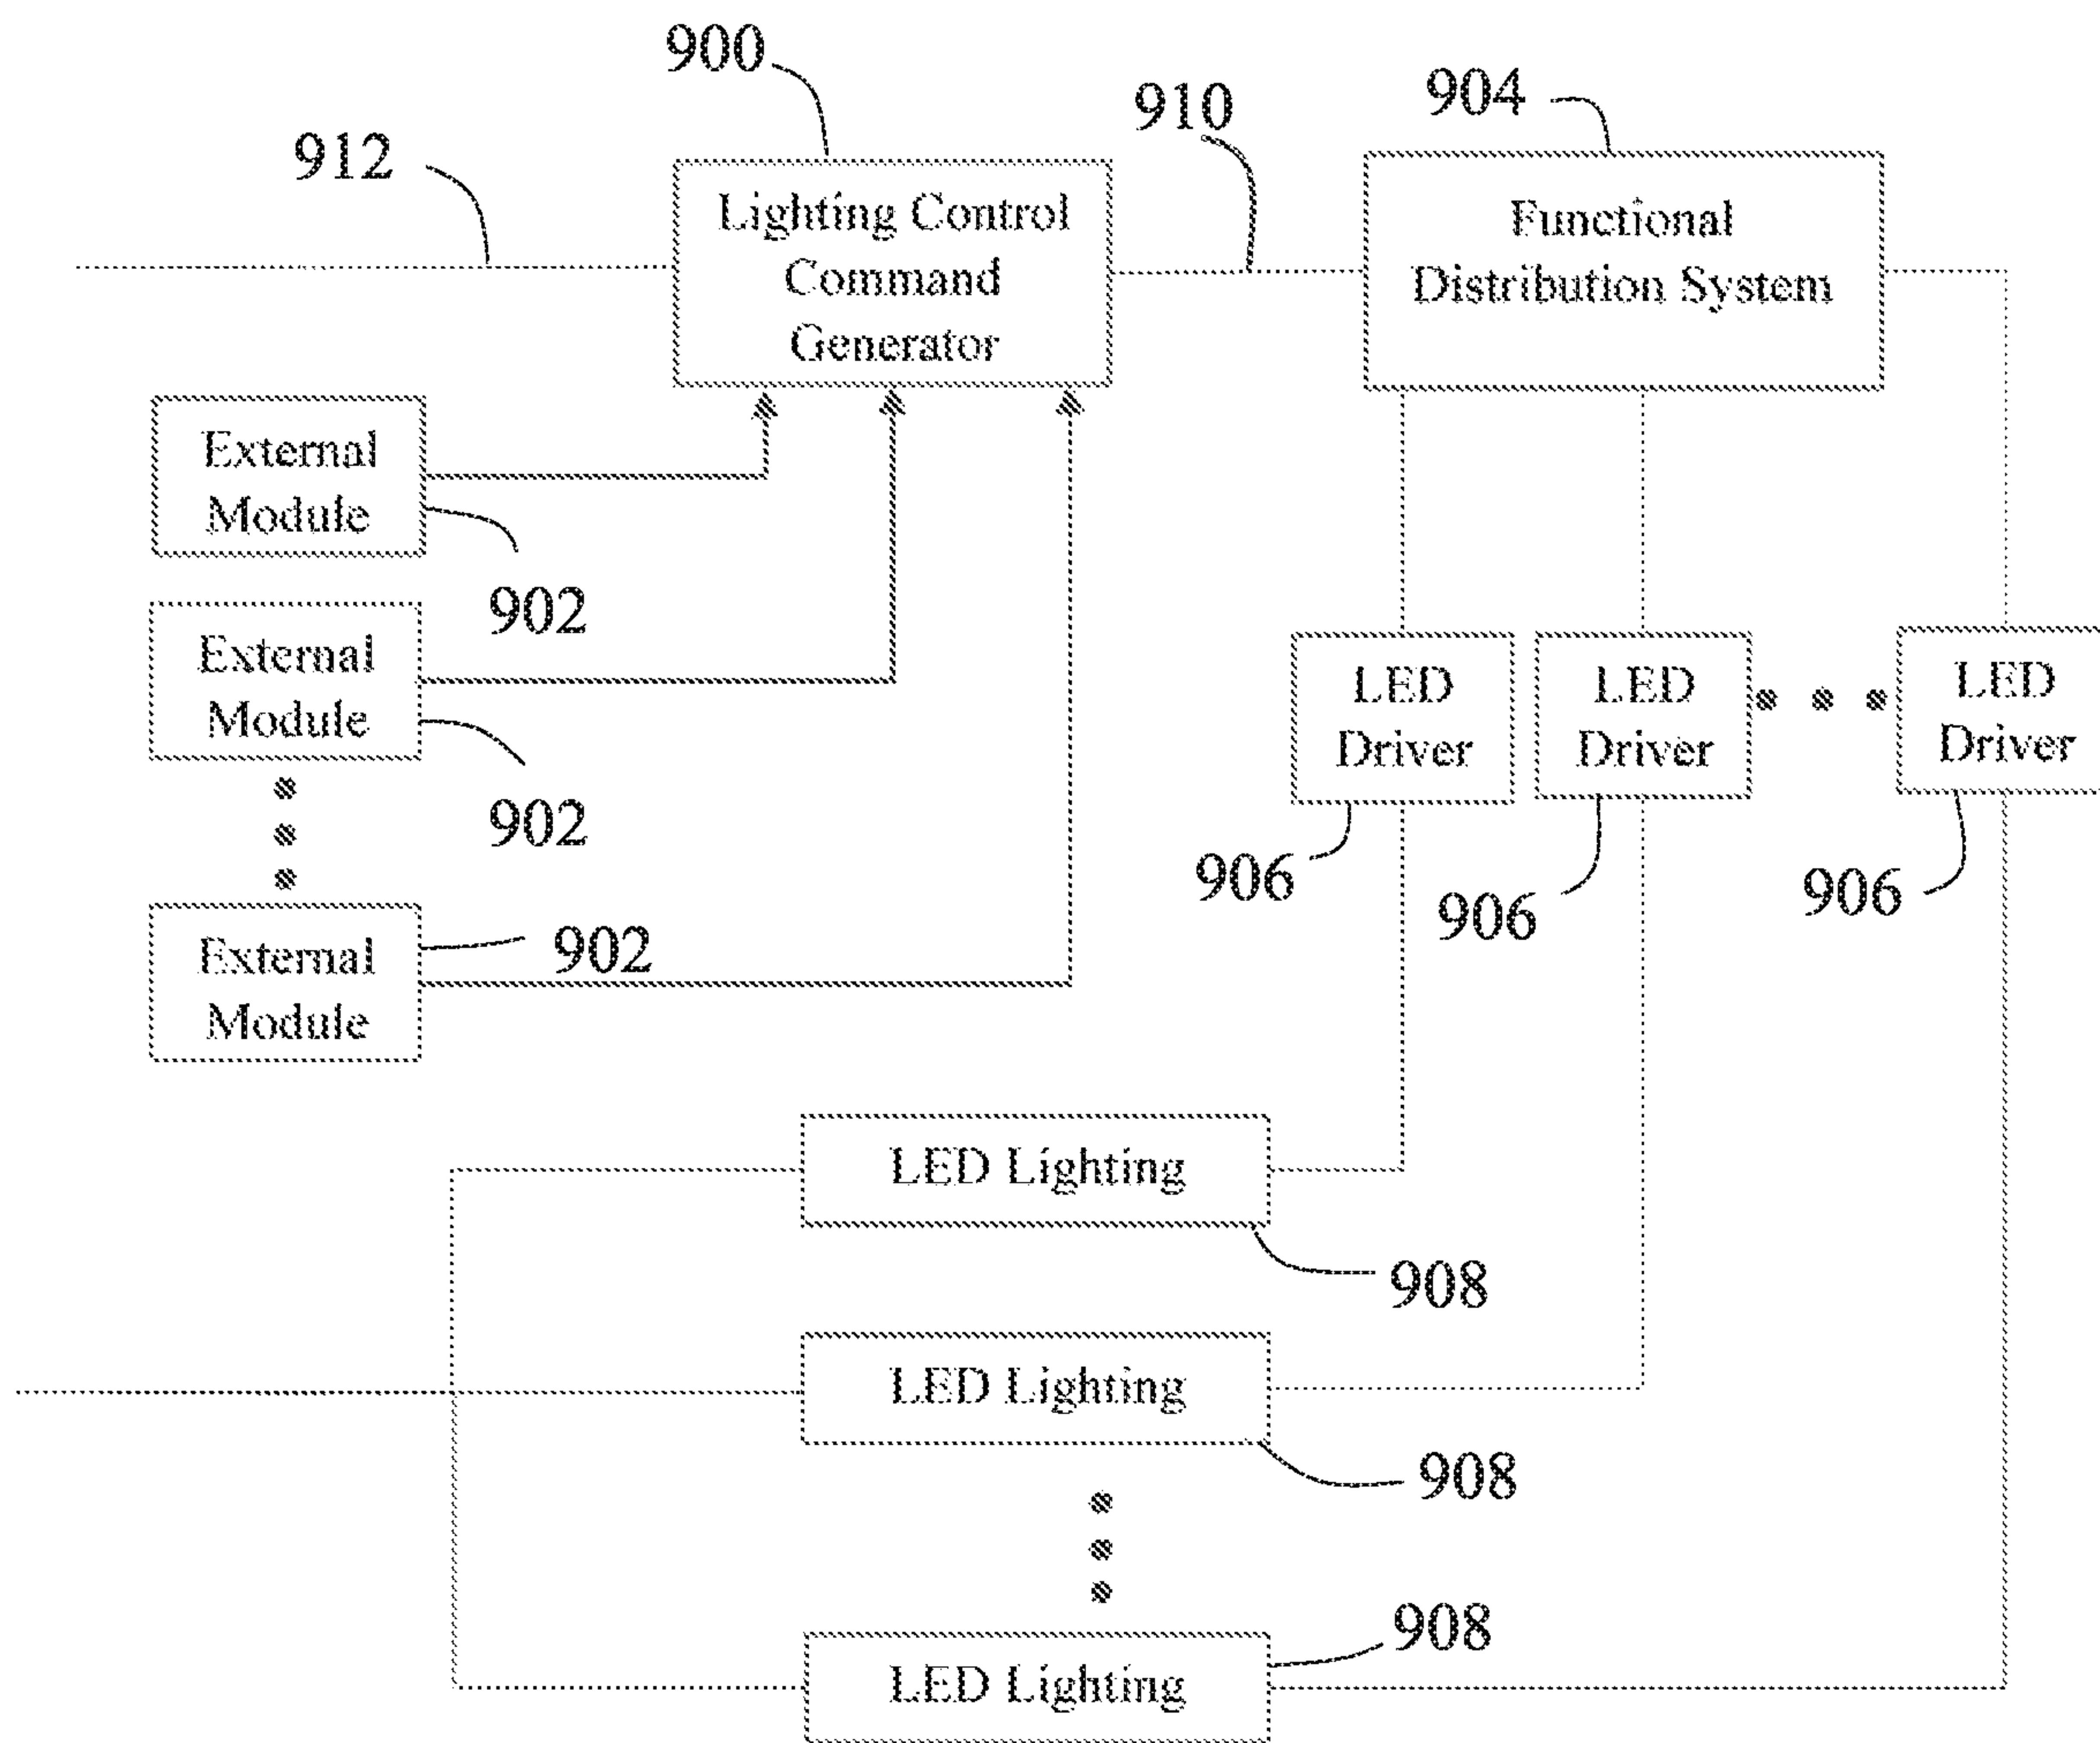 900
904
910
912
Lighting Control
Command
Generator
Functional
Distribution System
External
Module
902
External
Module
902
LED
Driver
LED
Driver
LED
Driver
906
906
906
External
Module
902
LED Lighting
908
LED Lighting
908
LED Lighting
908